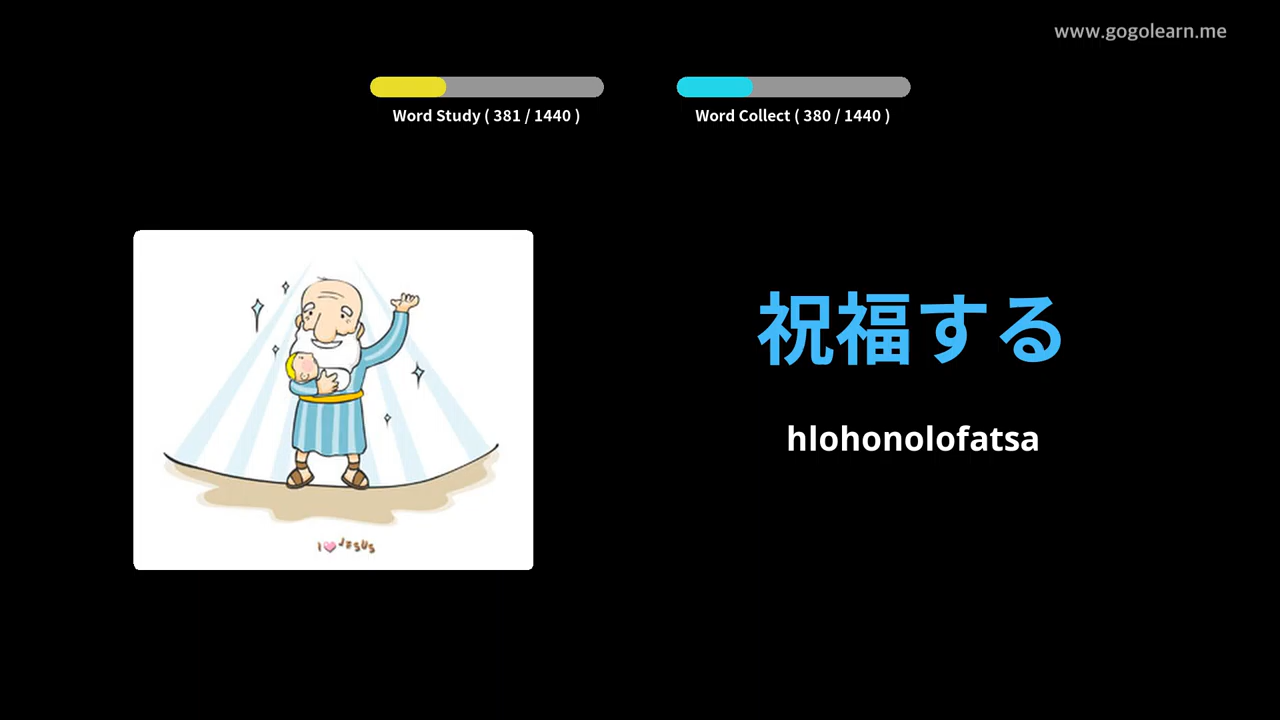 www.gogolearn.me
Word Study ( 381 / 1440 )
Word Collect ( 380 / 1440 )
祝福する
hlohonolofatsa
I JESUS